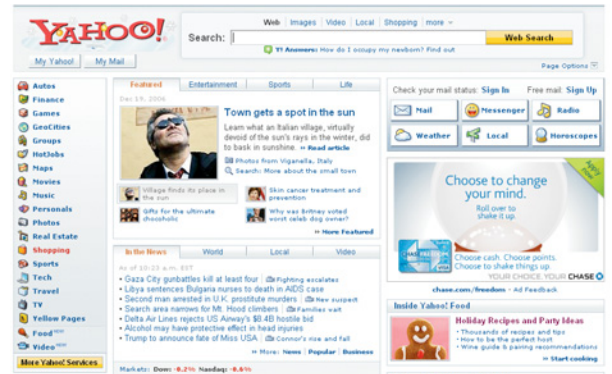 YAHOO!
Web | Images | Video | Local | Shopping | more
Search:
Web Search
Y! Answers: How do I occupy my newborn? Find out
My Yahoo!
My Mail
Page Options
Autos
Finance
Games
GeoCities
Groups
HotJobs
Maps
Movies
Music
Personals
Photos
Real Estate
Shopping
Sports
Tech
Travel
TV
Yellow Pages
Food NEW
Video NEW
More Yahoo! Services
Featured
Entertainment
Sports
Life
Dec 19, 2006
Town gets a spot in the sun
Learn what an Italian village, virtually
devoid of the sun's rays in the winter, did
to bask in sunshine. » Read article
Photos from Viganella, Italy
Search: More about the small town
Village finds its place in
the sun
Skin cancer treatment and
prevention
Gifts for the ultimate
chocoholic
Why was Britney voted
worst celeb dog owner?
» More Featured
In the News
World
Local
Video
As of 10:23 a.m. EST
• Gaza City gunbattles kill at least four | Fighting escalates
• Libya sentences Bulgaria nurses to death in AIDS case
• Second man arrested in U.K. prostitute murders | New suspect
• Search area narrows for Mt. Hood climbers | Families wait
• Delta Air Lines rejects US Airway's $8.4B hostile bid
• Alcohol may have protective effect in head injuries
• Trump to announce fate of Miss USA | Connor's rise and fall
» More: News | Popular | Business
Markets: Dow: -0.2% Nasdaq: -0.6%
Check your mail status: Sign In
Free mail: Sign Up
Mail
Messenger
Radio
Weather
Local
Horoscopes
Apply now
Choose to change
your mind.
Roll over to
shake it up.
Choose cash. Choose points.
Choose to shake things up.
YOUR CHOICE. YOUR CHASE
chase.com/freedom - Ad Feedback
Inside Yahoo! Food
Holiday Recipes and Party Ideas
• Thousands of recipes and tips
• How to be the perfect host
• Wine guide & pairing recommendations
» Start cooking